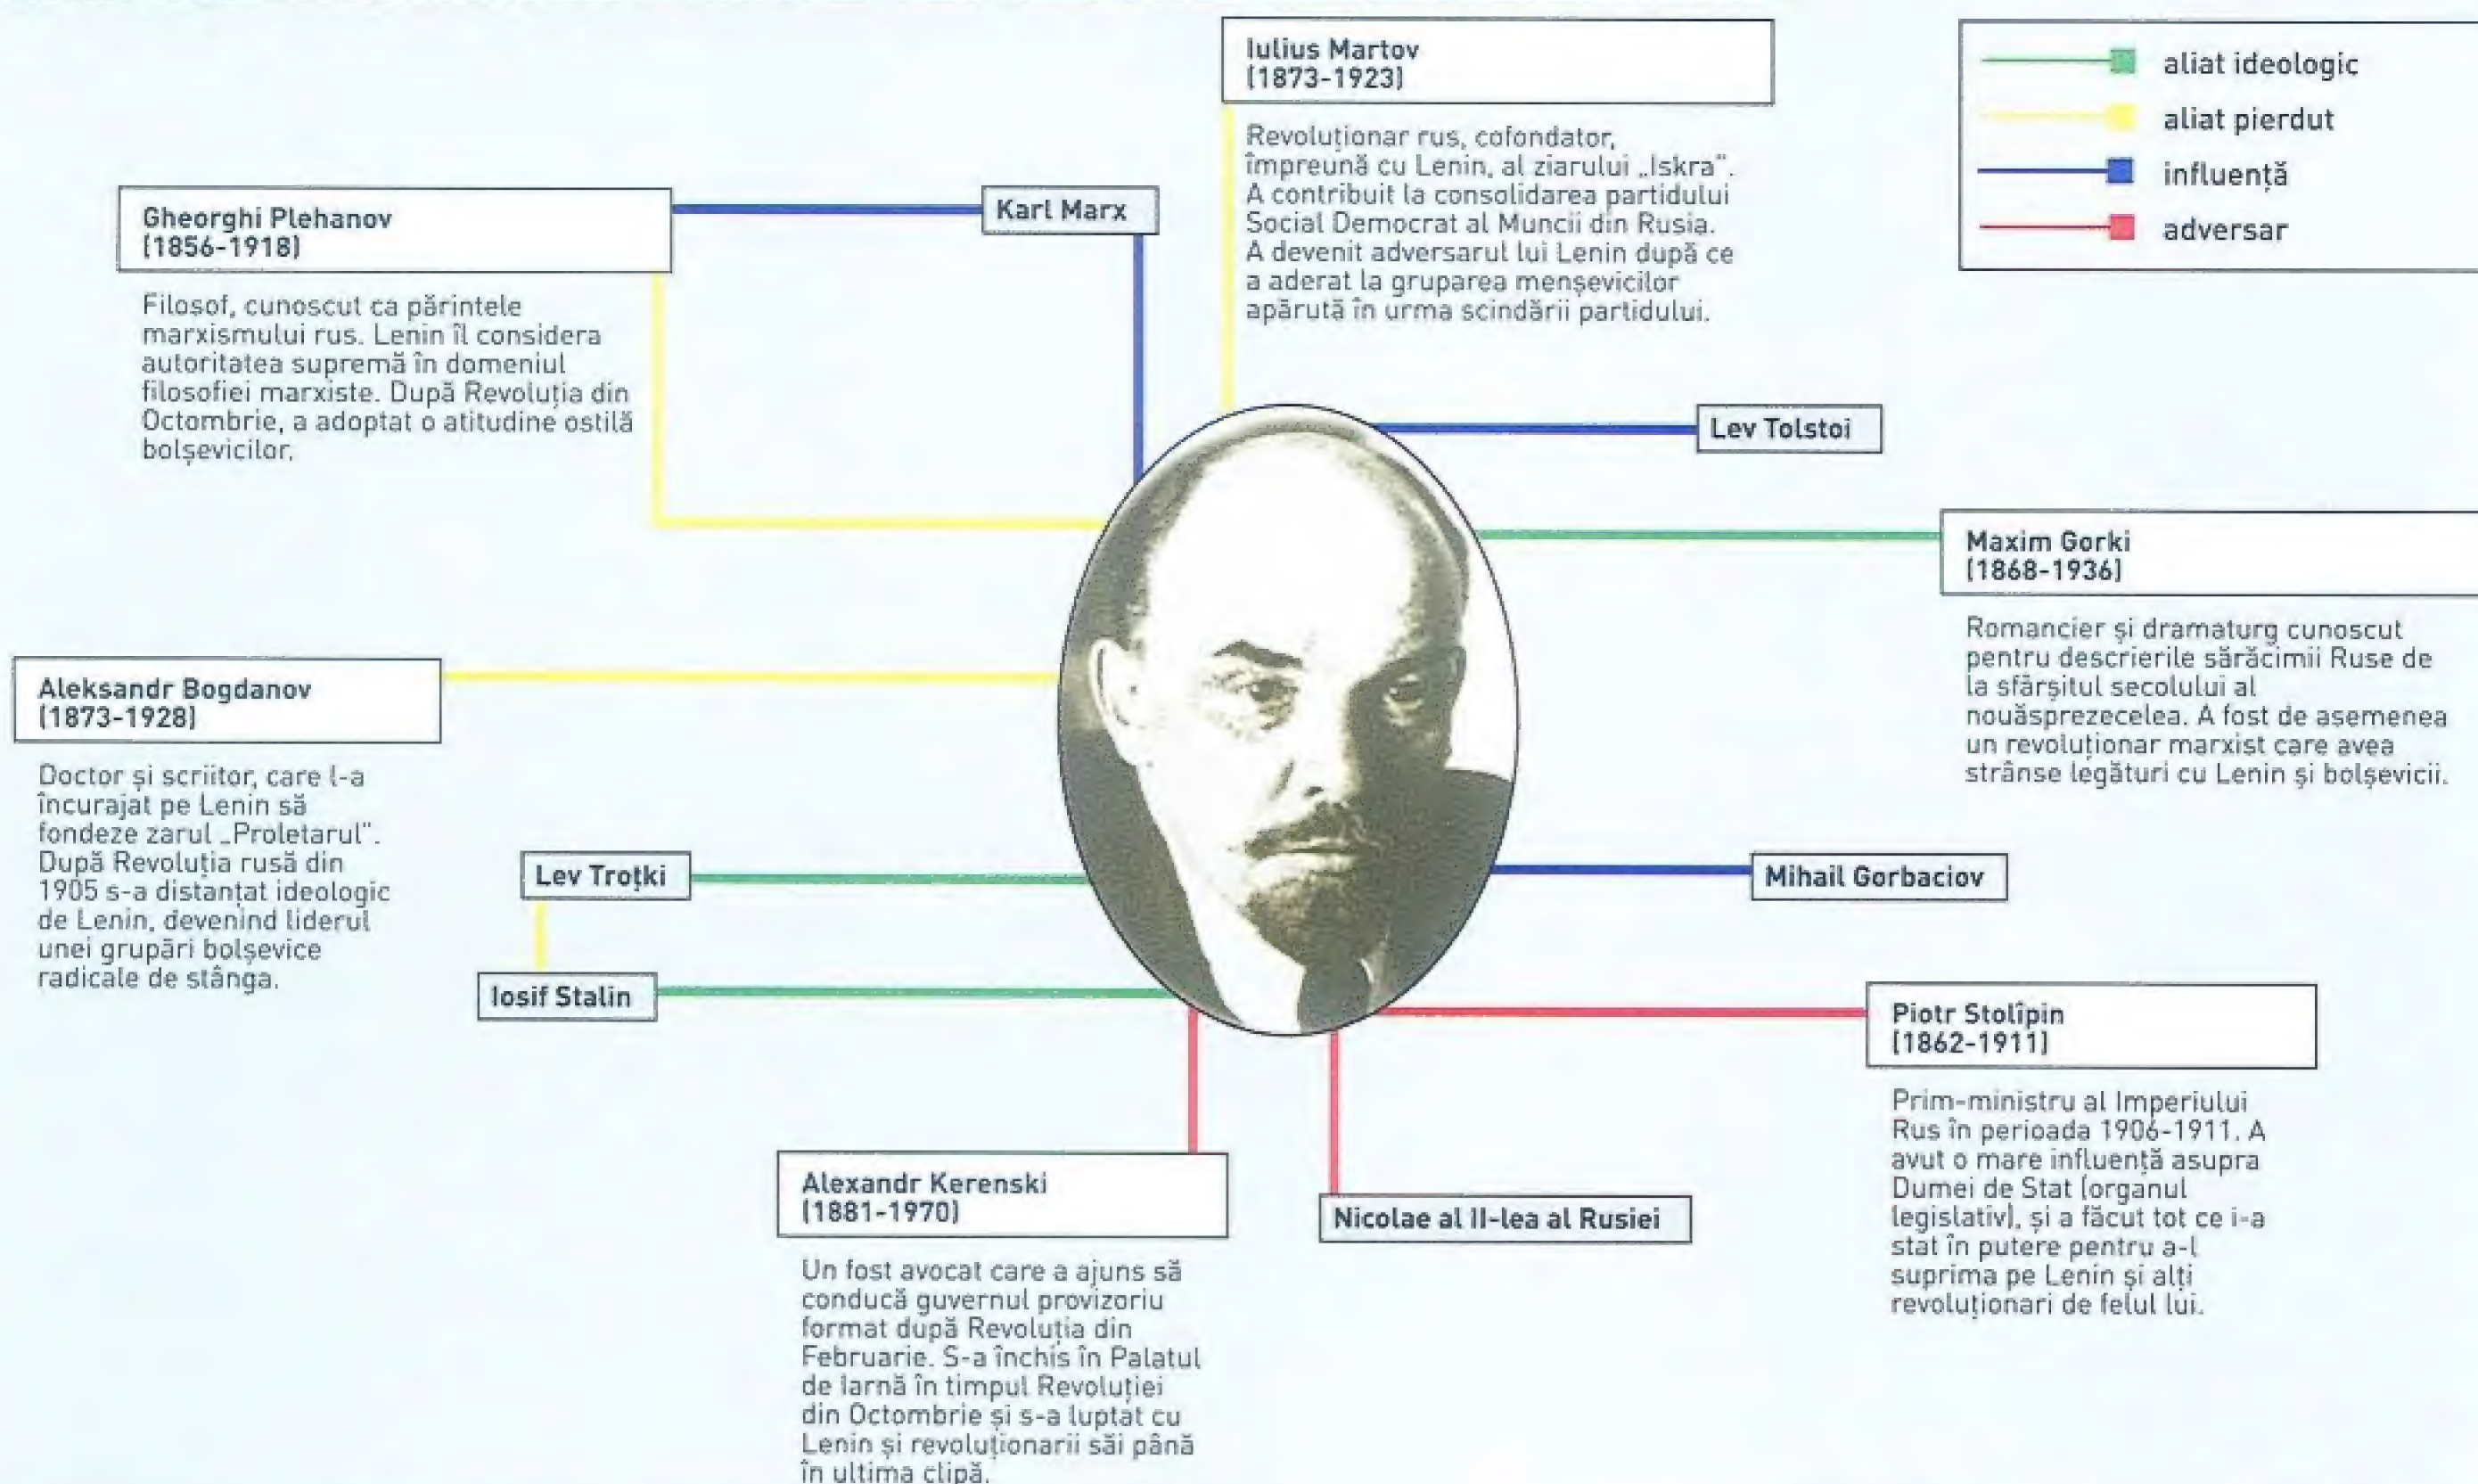 Iulius Martov
(1873-1923)
Revoluționar rus, cofondator,
împreună cu Lenin, al ziarului „Iskra”.
A contribuit la consolidarea partidului
Social Democrat al Muncii din Rusia.
A devenit adversarul lui Lenin după ce
a aderat la gruparea menșevicilor
apărută în urma scindării partidului.
aliat ideologic
aliat pierdut
influență
adversar
Gheorghi Plehanov
(1856-1918)
Filosof, cunoscut ca părintele
marxismului rus. Lenin îl considera
autoritatea supremă în domeniul
filosofiei marxiste. După Revoluția din
Octombrie, a adoptat o atitudine ostilă
bolșevicilor.
Karl Marx
Lev Tolstoi
Maxim Gorki
(1868-1936)
Romancier și dramaturg cunoscut
pentru descrierile sărăcimii Ruse de
la sfârșitul secolului al
nouăsprezecelea. A fost de asemenea
un revoluționar marxist care avea
strânse legături cu Lenin și bolșevicii.
Aleksandr Bogdanov
(1873-1928)
Doctor și scriitor, care l-a
încurajat pe Lenin să
fondeze zarul „Proletarul”.
După Revoluția rusă din
1905 s-a distanțat ideologic
de Lenin, devenind liderul
unei grupări bolșevice
radicale de stânga.
Lev Troțki
Iosif Stalin
Mihail Gorbaciov
Piotr Stolîpin
(1862-1911)
Prim-ministru al Imperiului
Rus în perioada 1906-1911. A
avut o mare influență asupra
Dumei de Stat (organul
legislativ), și a făcut tot ce i-a
stat în putere pentru a-l
suprima pe Lenin și alți
revoluționari de felul lui.
Alexandr Kerenski
(1881-1970)
Un fost avocat care a ajuns să
conducă guvernul provizoriu
format după Revoluția din
Februarie. S-a închis în Palatul
de Iarnă în timpul Revoluției
din Octombrie și s-a luptat cu
Lenin și revoluționarii săi până
în ultima clipă.
Nicolae al II-lea al Rusiei